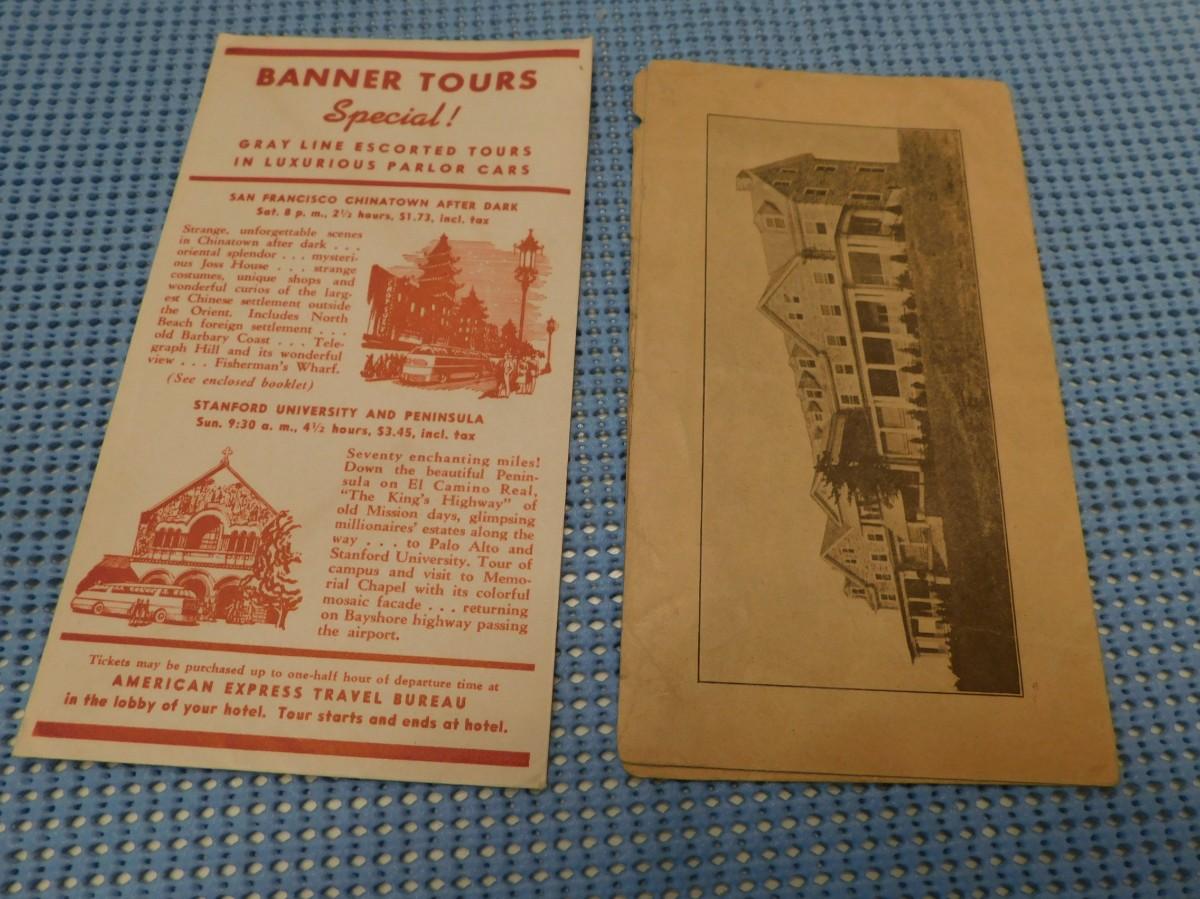 BANNER TOURS
Special!
GRAY LINE ESCORTED TOURS
IN LUXURIOUS PARLOR CARS
SAN FRANCISCO CHINATOWN AFTER DARK
Sat. 8 p. m., 2½ hours, $1.73, incl. tax
Strange, unforgettable scenes
in Chinatown after dark . . .
oriental splendor . . . mysteri-
ous Joss House . . . strange
costumes, unique shops and
wonderful curios of the larg-
est Chinese settlement outside
the Orient. Includes North
Beach foreign settlement . . .
old Barbary Coast . . . Tele-
graph Hill and its wonderful
view . . . Fisherman's Wharf.
(See enclosed booklet)
STANFORD UNIVERSITY AND PENINSULA
Sun. 9:30 a. m., 4½ hours, $3.45, incl. tax
Seventy enchanting miles!
Down the beautiful Penin-
sula on El Camino Real,
"The King's Highway" of
old Mission days, glimpsing
millionaires' estates along the
way . . . to Palo Alto and
Stanford University. Tour of
campus and visit to Memo-
rial Chapel with its colorful
mosaic facade . . . returning
on Bayshore highway passing
the airport.
Tickets may be purchased up to one-half hour of departure time at
AMERICAN EXPRESS TRAVEL BUREAU
in the lobby of your hotel. Tour starts and ends at hotel.